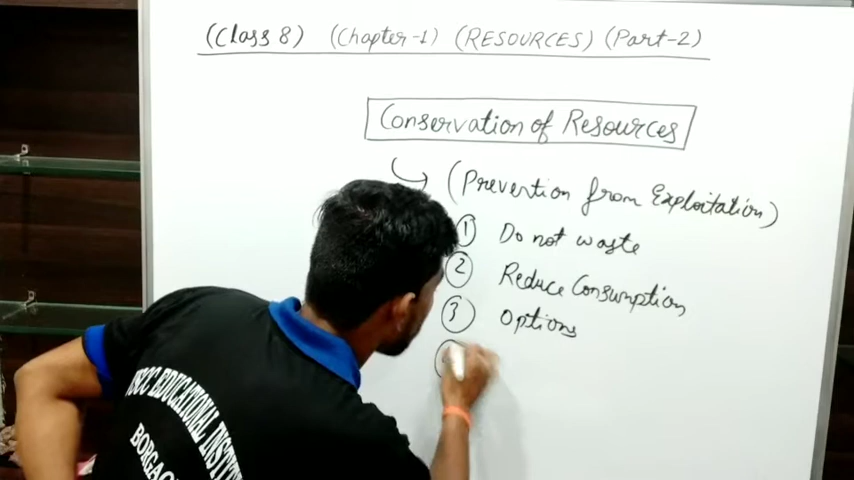 (Class 8) (Chapter-1) (RESOURCES) (Part-2)
Conservation of Resources
(Prevention from Exploitation)
1 Do not waste
2 Reduce Consumption
3 Options
EDUCATIONAL